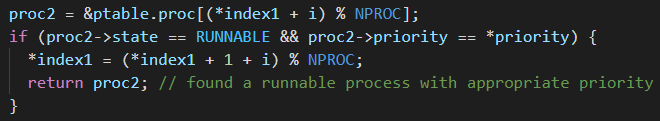 proc2 = &ptable.proc[(*index1 + i) % NPROC];
if (proc2->state == RUNNABLE && proc2->priority == *priority) {
  *index1 = (*index1 + 1 + i) % NPROC;
  return proc2; // found a runnable process with appropriate priority
}